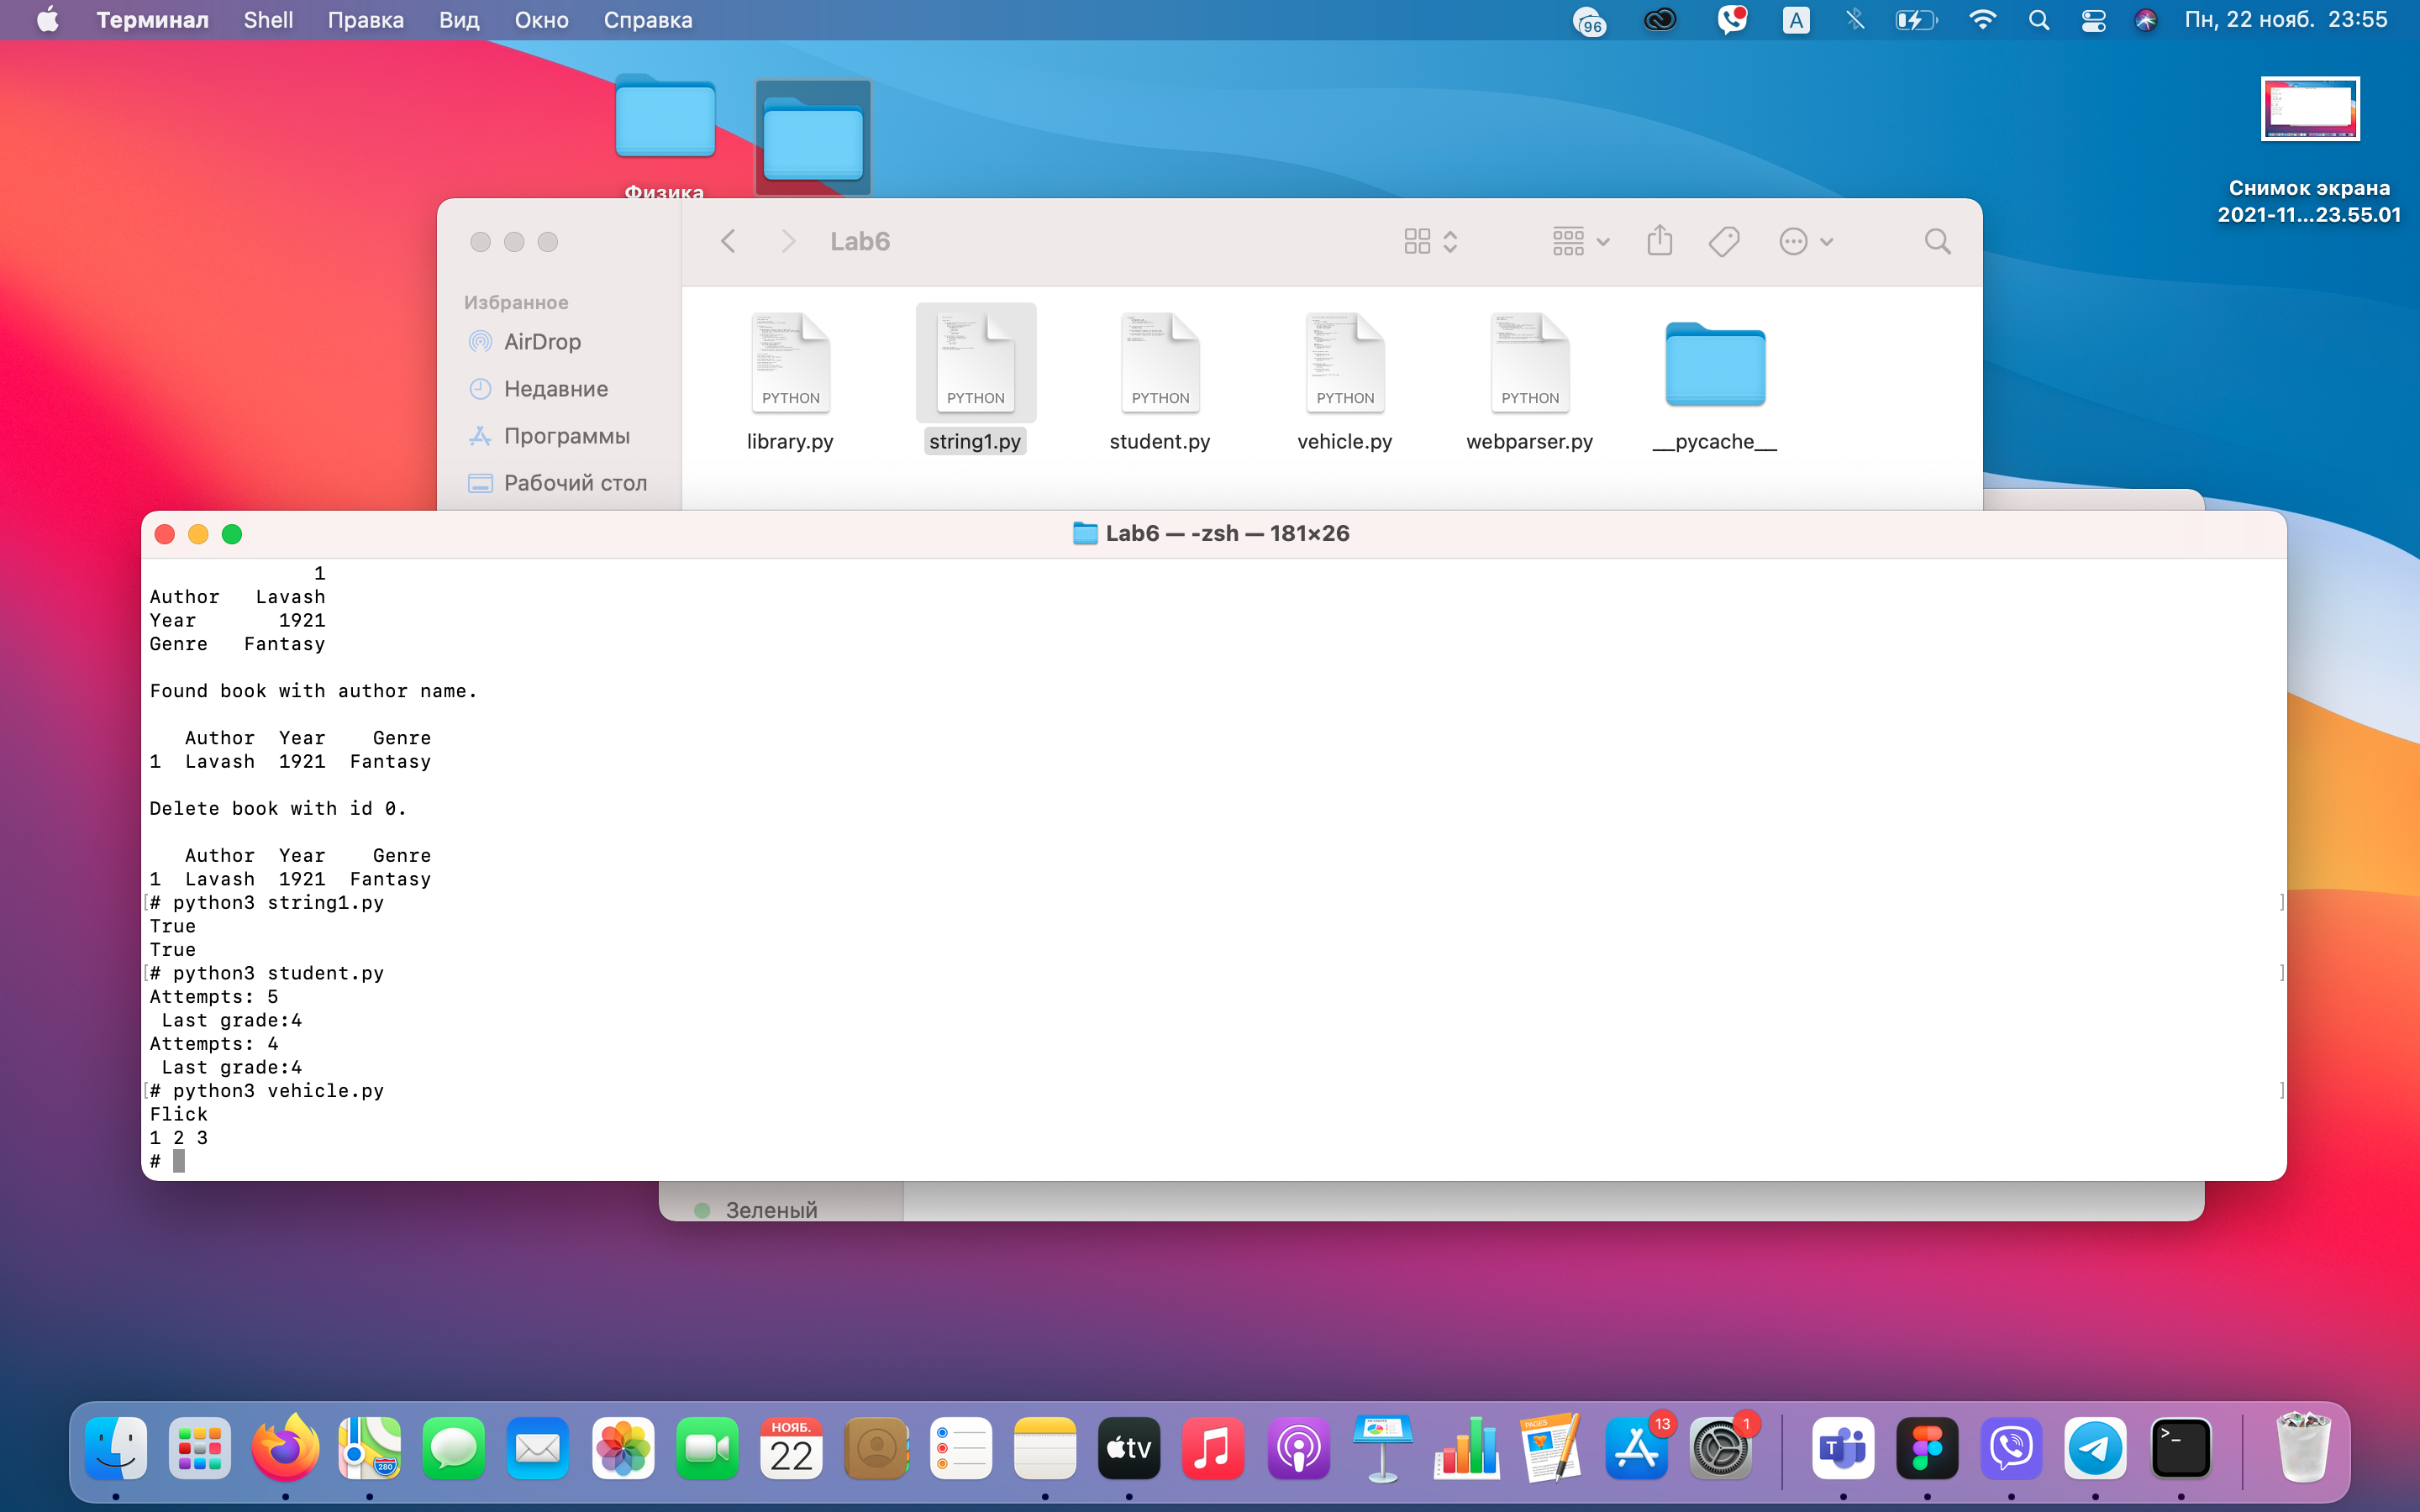 Терминал Shell Правка Вид Окно Справка 96 A Пн, 22 нояб. 23:55
Физика
Снимок экрана
2021-11...23.55.01
Lab6
Избранное
AirDrop
Недавние
Программы
Рабочий стол
PYTHON PYTHON PYTHON PYTHON PYTHON
library.py string1.py student.py vehicle.py webparser.py __pycache__
Lab6 — -zsh — 181×26
1
Author Lavash
Year 1921
Genre Fantasy
Found book with author name.
Author Year Genre
1 Lavash 1921 Fantasy
Delete book with id 0.
Author Year Genre
1 Lavash 1921 Fantasy
[# python3 string1.py ]
True
True
[# python3 student.py ]
Attempts: 5
Last grade:4
Attempts: 4
Last grade:4
[# python3 vehicle.py ]
Flick
1 2 3
#
Зеленый
280
НОЯБ.
22
tv
PAGES
13
1
T
>_